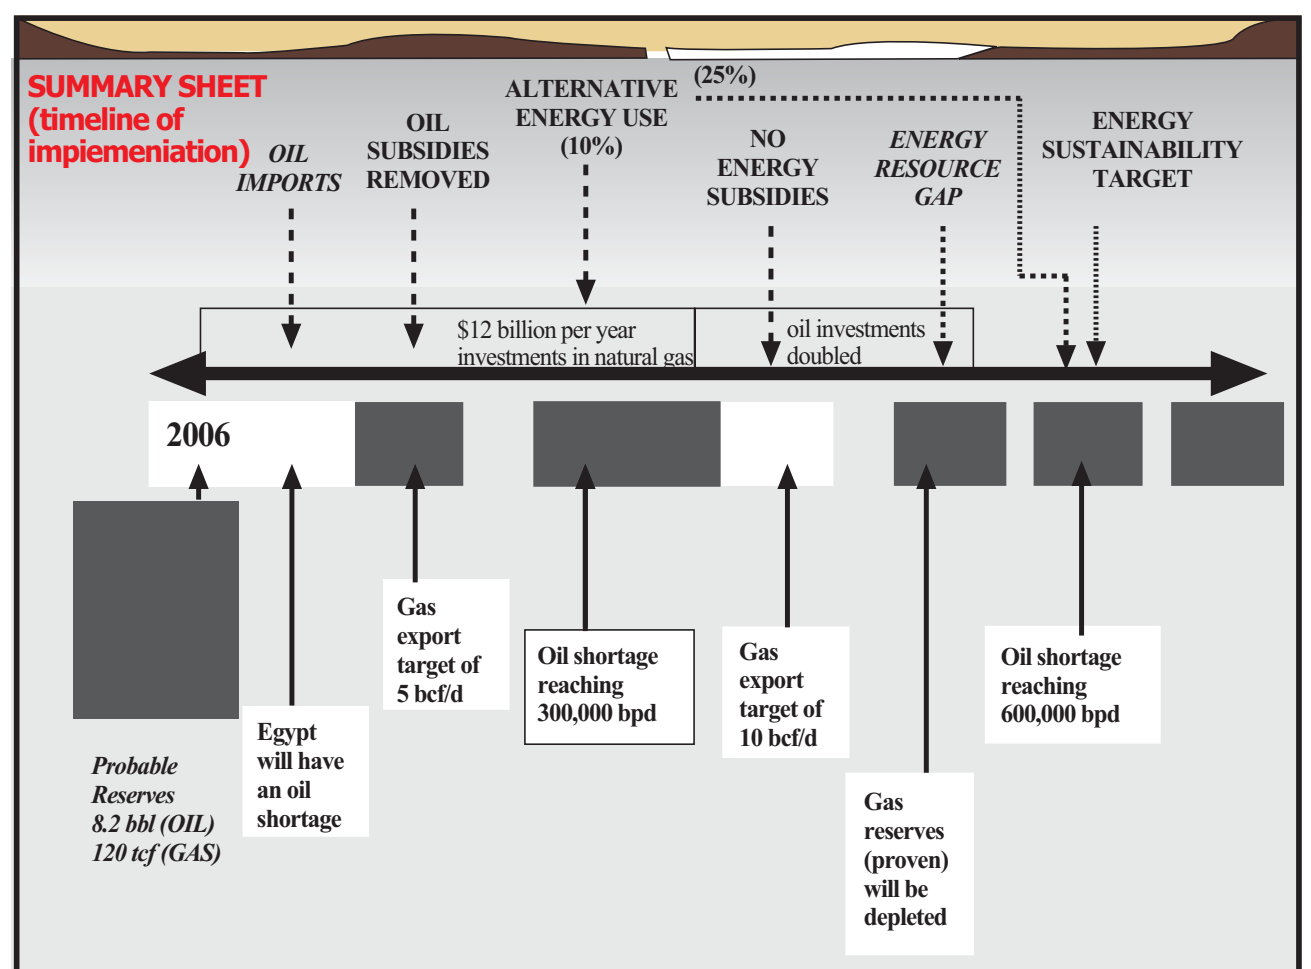 SUMMARY SHEET
(timeline of
impiemeniation)
OIL
IMPORTS
OIL
SUBSIDIES
REMOVED
ALTERNATIVE
ENERGY USE
(10%)
(25%)
NO
ENERGY
SUBSIDIES
ENERGY
RESOURCE
GAP
ENERGY
SUSTAINABILITY
TARGET
$12 billion per year
investments in natural gas
oil investments
doubled
2006
Probable
Reserves
8.2 bbl (OIL)
120 tcf (GAS)
Egypt
will have
an oil
shortage
Gas
export
target of
5 bcf/d
Oil shortage
reaching
300,000 bpd
Gas
export
target of
10 bcf/d
Gas
reserves
(proven)
will be
depleted
Oil shortage
reaching
600,000 bpd